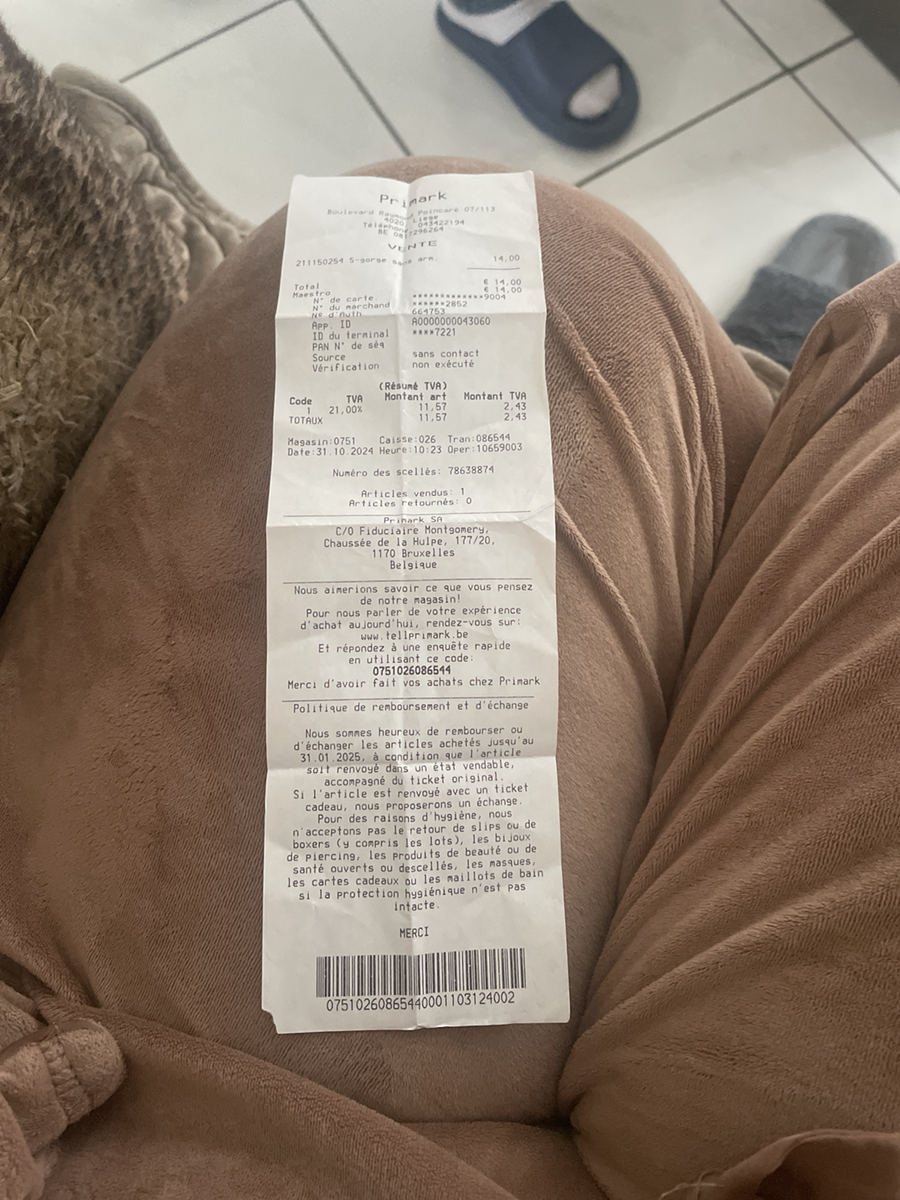 Primark
Boulevard Raymond Poincaré 07/113
4020 Liege
Téléphone 043422194
VENTE
211150254 S-gorge sans arm. 14,00
Total € 14,00
Maestro € 14,00
N° de carte *************9004
N° du marchand ******2852
N° d'Auth 664753
App. ID A0000000043060
ID du terminal ****7221
PAN N° de séq
Source sans contact
Vérification non exécuté
(Résumé TVA)
Code TVA Montant art Montant TVA
1 21,00% 11,57 2,43
TOTAUX 11,57 2,43
Magasin:0751 Caisse:026 Tran:086544
Date:31.10.2024 Heure:10:23 Oper:10659003
Numéro des scellés: 78638874
Articles vendus: 1
Articles retournés: 0
Primark SA
C/O Fiduciaire Montgomery,
Chaussée de la Hulpe, 177/20,
1170 Bruxelles
Belgique
Nous aimerions savoir ce que vous pensez
de notre magasin!
Pour nous parler de votre expérience
d'achat aujourd'hui, rendez-vous sur:
www.tellprimark.be
Et répondez à une enquête rapide
en utilisant ce code:
0751026086544
Merci d'avoir fait vos achats chez Primark
Politique de remboursement et d'échange
Nous sommes heureux de rembourser ou
d'échanger les articles achetés jusqu'au
31.01.2025, à condition que l'article
soit renvoyé dans un état vendable,
accompagné du ticket original.
Si l'article est renvoyé avec un ticket
cadeau, nous proposerons un échange.
Pour des raisons d'hygiène, nous
n'acceptons pas le retour de slips ou de
boxers (y compris les lots), les bijoux
de piercing, les produits de beauté ou de
santé ouverts ou descellés, les masques,
les cartes cadeaux ou les maillots de bain
si la protection hygiénique n'est pas
intacte.
MERCI
07510260865440001103124002